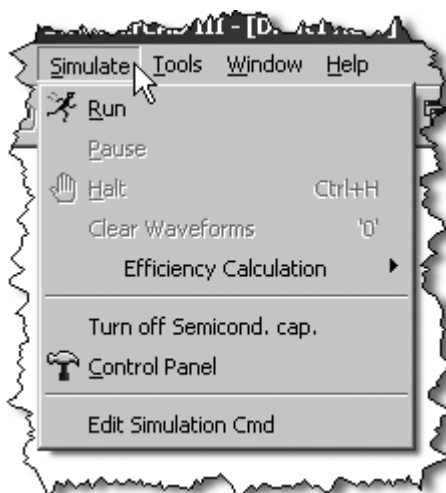 Simulate Tools Window Help
Run
Pause
Halt Ctrl+H
Clear Waveforms '0'
Efficiency Calculation
Turn off Semicond. cap.
Control Panel
Edit Simulation Cmd